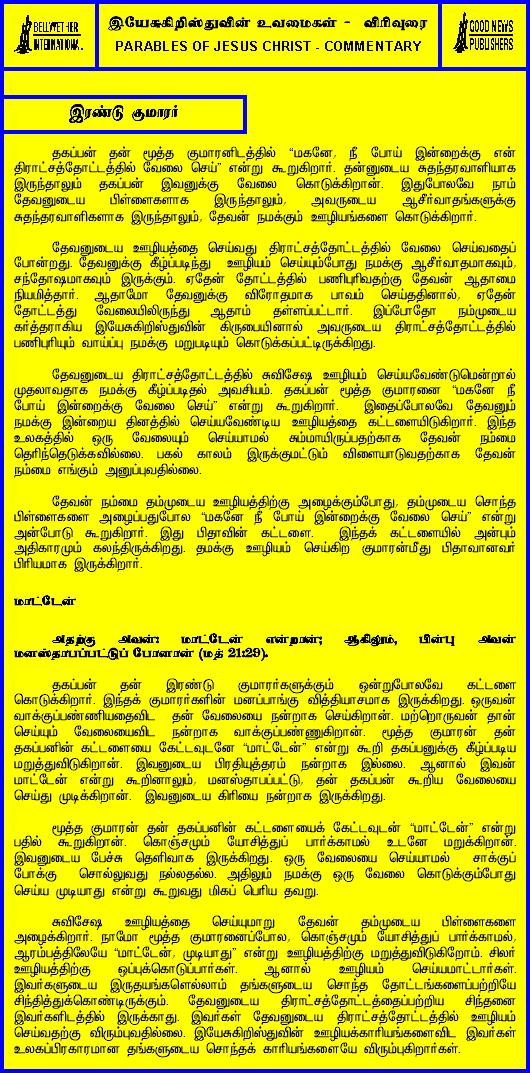 BELLWETHER
INTERNATIONAL
இயேசுகிறிஸ்துவின் உவமைகள் - விரிவுரை
PARABLES OF JESUS CHRIST - COMMENTARY
GOOD NEWS
PUBLISHERS
இரண்டு குமாரர்
தகப்பன் தன் மூத்த குமாரனிடத்தில் “மகனே, நீ போய் இன்றைக்கு என்
திராட்சத்தோட்டத்தில் வேலை செய்” என்று கூறுகிறார். தன்னுடைய சுதந்தரவாளியாக
இருந்தாலும் தகப்பன் இவனுக்கு வேலை கொடுக்கிறான். இதுபோலவே நாம்
தேவனுடைய பிள்ளைகளாக இருந்தாலும், அவருடைய ஆசீர்வாதங்களுக்கு
சுதந்தரவாளிகளாக இருந்தாலும், தேவன் நமக்கும் ஊழியங்களை கொடுக்கிறார்.
தேவனுடைய ஊழியத்தை செய்வது திராட்சத்தோட்டத்தில் வேலை செய்வதைப்
போன்றது. தேவனுக்கு கீழ்ப்படிந்து ஊழியம் செய்யும்போது நமக்கு ஆசீர்வாதமாகவும்,
சந்தோஷமாகவும் இருக்கும். ஏதேன் தோட்டத்தில் பணிபுரிவதற்கு தேவன் ஆதாமை
நியமித்தார். ஆதாமோ தேவனுக்கு விரோதமாக பாவம் செய்ததினால், ஏதேன்
தோட்டத்து வேலையிலிருந்து ஆதாம் தள்ளப்பட்டார். இப்போதோ நம்முடைய
கர்த்தராகிய இயேசுகிறிஸ்துவின் கிருபையினால் அவருடைய திராட்சத்தோட்டத்தில்
பணிபுரியும் வாய்ப்பு நமக்கு மறுபடியும் கொடுக்கப்பட்டிருக்கிறது.
தேவனுடைய திராட்சத்தோட்டத்தில் சுவிசேஷ ஊழியம் செய்யவேண்டுமென்றால்
முதலாவதாக நமக்கு கீழ்ப்படிதல் அவசியம். தகப்பன் மூத்த குமாரனை “மகனே நீ
போய் இன்றைக்கு வேலை செய்” என்று கூறுகிறார். இதைப்போலவே தேவனும்
நமக்கு இன்றைய தினத்தில் செய்யவேண்டிய ஊழியத்தை கட்டளையிடுகிறார். இந்த
உலகத்தில் ஒரு வேலையும் செய்யாமல் சும்மாயிருப்பதற்காக தேவன் நம்மை
தெரிந்தெடுக்கவில்லை. பகல் காலம் இருக்குமட்டும் விளையாடுவதற்காக தேவன்
நம்மை எங்கும் அனுப்புவதில்லை.
தேவன் நம்மை தம்முடைய ஊழியத்திற்கு அழைக்கும்போது, தம்முடைய சொந்த
பிள்ளைகளை அழைப்பதுபோல “மகனே நீ போய் இன்றைக்கு வேலை செய்” என்று
அன்போடு கூறுகிறார். இது பிதாவின் கட்டளை. இந்தக் கட்டளையில் அன்பும்
அதிகாரமும் கலந்திருக்கிறது. தமக்கு ஊழியம் செய்கிற குமாரன்மீது பிதாவானவர்
பிரியமாக இருக்கிறார்.
மாட்டேன்
அதற்கு அவன்: மாட்டேன் என்றான்; ஆகிலும், பின்பு அவன்
மனஸ்தாபப்பட்டுப் போனான் (மத் 21:29).
தகப்பன் தன் இரண்டு குமாரர்களுக்கும் ஒன்றுபோலவே கட்டளை
கொடுக்கிறார். இந்தக் குமாரர்களின் மனப்பாங்கு வித்தியாசமாக இருக்கிறது. ஒருவன்
வாக்குப்பண்ணியதைவிட தன் வேலையை நன்றாக செய்கிறான். மற்றொருவன் தான்
செய்யும் வேலையைவிட நன்றாக வாக்குப்பண்ணுகிறான். மூத்த குமாரன் தன்
தகப்பனின் கட்டளையை கேட்டவுடனே “மாட்டேன்” என்று கூறி தகப்பனுக்கு கீழ்ப்படிய
மறுத்துவிடுகிறான். இவனுடைய பிரதியுத்தரம் நன்றாக இல்லை. ஆனால் இவன்
மாட்டேன் என்று கூறினாலும், மனஸ்தாபப்பட்டு, தன் தகப்பன் கூறிய வேலையை
செய்து முடிக்கிறான். இவனுடைய கிரியை நன்றாக இருக்கிறது.
மூத்த குமாரன் தன் தகப்பனின் கட்டளையைக் கேட்டவுடன் “மாட்டேன்” என்று
பதில் கூறுகிறான். கொஞ்சமும் யோசித்துப் பார்க்காமல் உடனே மறுக்கிறான்.
இவனுடைய பேச்சு தெளிவாக இருக்கிறது. ஒரு வேலையை செய்யாமல் சாக்குப்
போக்கு சொல்லுவது நல்லதல்ல. அதிலும் நமக்கு ஒரு வேலை கொடுக்கும்போது
செய்ய முடியாது என்று கூறுவது மிகப் பெரிய தவறு.
சுவிசேஷ ஊழியத்தை செய்யுமாறு தேவன் தம்முடைய பிள்ளைகளை
அழைக்கிறார். நாமோ மூத்த குமாரனைப்போல, கொஞ்சமும் யோசித்துப் பார்க்காமல்,
ஆரம்பத்திலேயே “மாட்டேன், முடியாது” என்று ஊழியத்திற்கு மறுத்துவிடுகிறோம். சிலர்
ஊழியத்திற்கு ஒப்புக்கொடுப்பார்கள். ஆனால் ஊழியம் செய்யமாட்டார்கள்.
இவர்களுடைய இருதயங்களெல்லாம் தங்களுடைய சொந்த தோட்டங்களைப்பற்றியே
சிந்தித்துக்கொண்டிருக்கும். தேவனுடைய திராட்சத்தோட்டத்தைப்பற்றிய சிந்தனை
இவர்களிடத்தில் இருக்காது. இவர்கள் தேவனுடைய திராட்சத்தோட்டத்தில் ஊழியம்
செய்வதற்கு விரும்புவதில்லை. இயேசுகிறிஸ்துவின் ஊழியக்காரியங்களைவிட இவர்கள்
உலகப்பிரகாரமான தங்களுடைய சொந்தக் காரியங்களையே விரும்புகிறார்கள்.